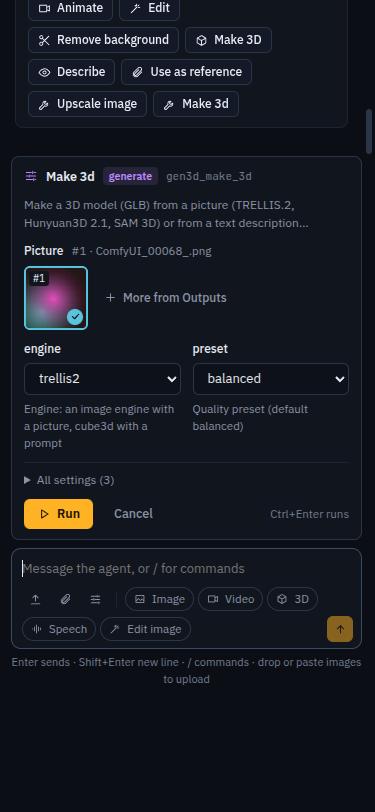 Animate Edit
Remove background Make 3D
Describe Use as reference
Upscale image Make 3d
Make 3d generate gen3d_make_3d
Make a 3D model (GLB) from a picture (TRELLIS.2,
Hunyuan3D 2.1, SAM 3D) or from a text description...
Picture #1 · ComfyUI_00068_.png
#1
+ More from Outputs
engine preset
trellis2 balanced
Engine: an image engine with
a picture, cube3d with a
prompt
Quality preset (default
balanced)
All settings (3)
Run Cancel Ctrl+Enter runs
Message the agent, or / for commands
Image Video 3D
Speech Edit image
Enter sends · Shift+Enter new line · / commands · drop or paste images
to upload